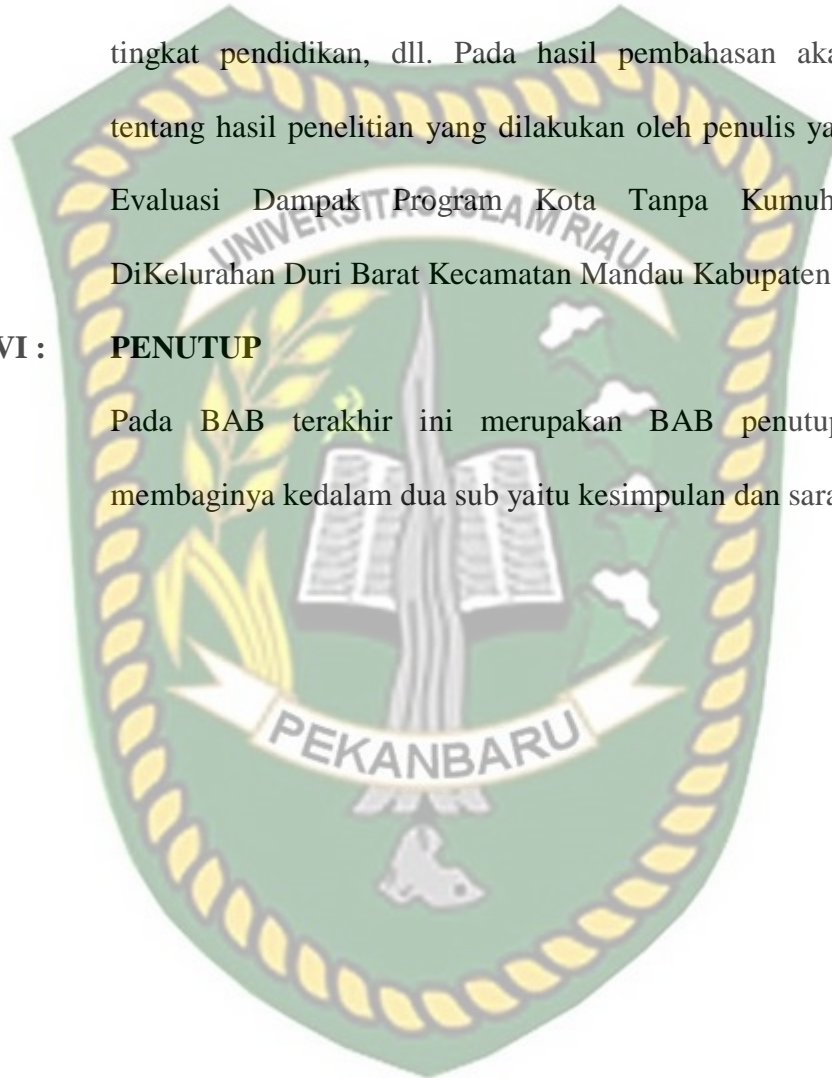 tingkat pendidikan, dll. Pada hasil pembahasan aka
tentang hasil penelitian yang dilakukan oleh penulis ya
Evaluasi Dampak Program Kota Tanpa Kumuh
UNIVERSITAS ISLAM RIAU
DiKelurahan Duri Barat Kecamatan Mandau Kabupaten
VI : PENUTUP
Pada BAB terakhir ini merupakan BAB penutup
membaginya kedalam dua sub yaitu kesimpulan dan sara
PEKANBARU